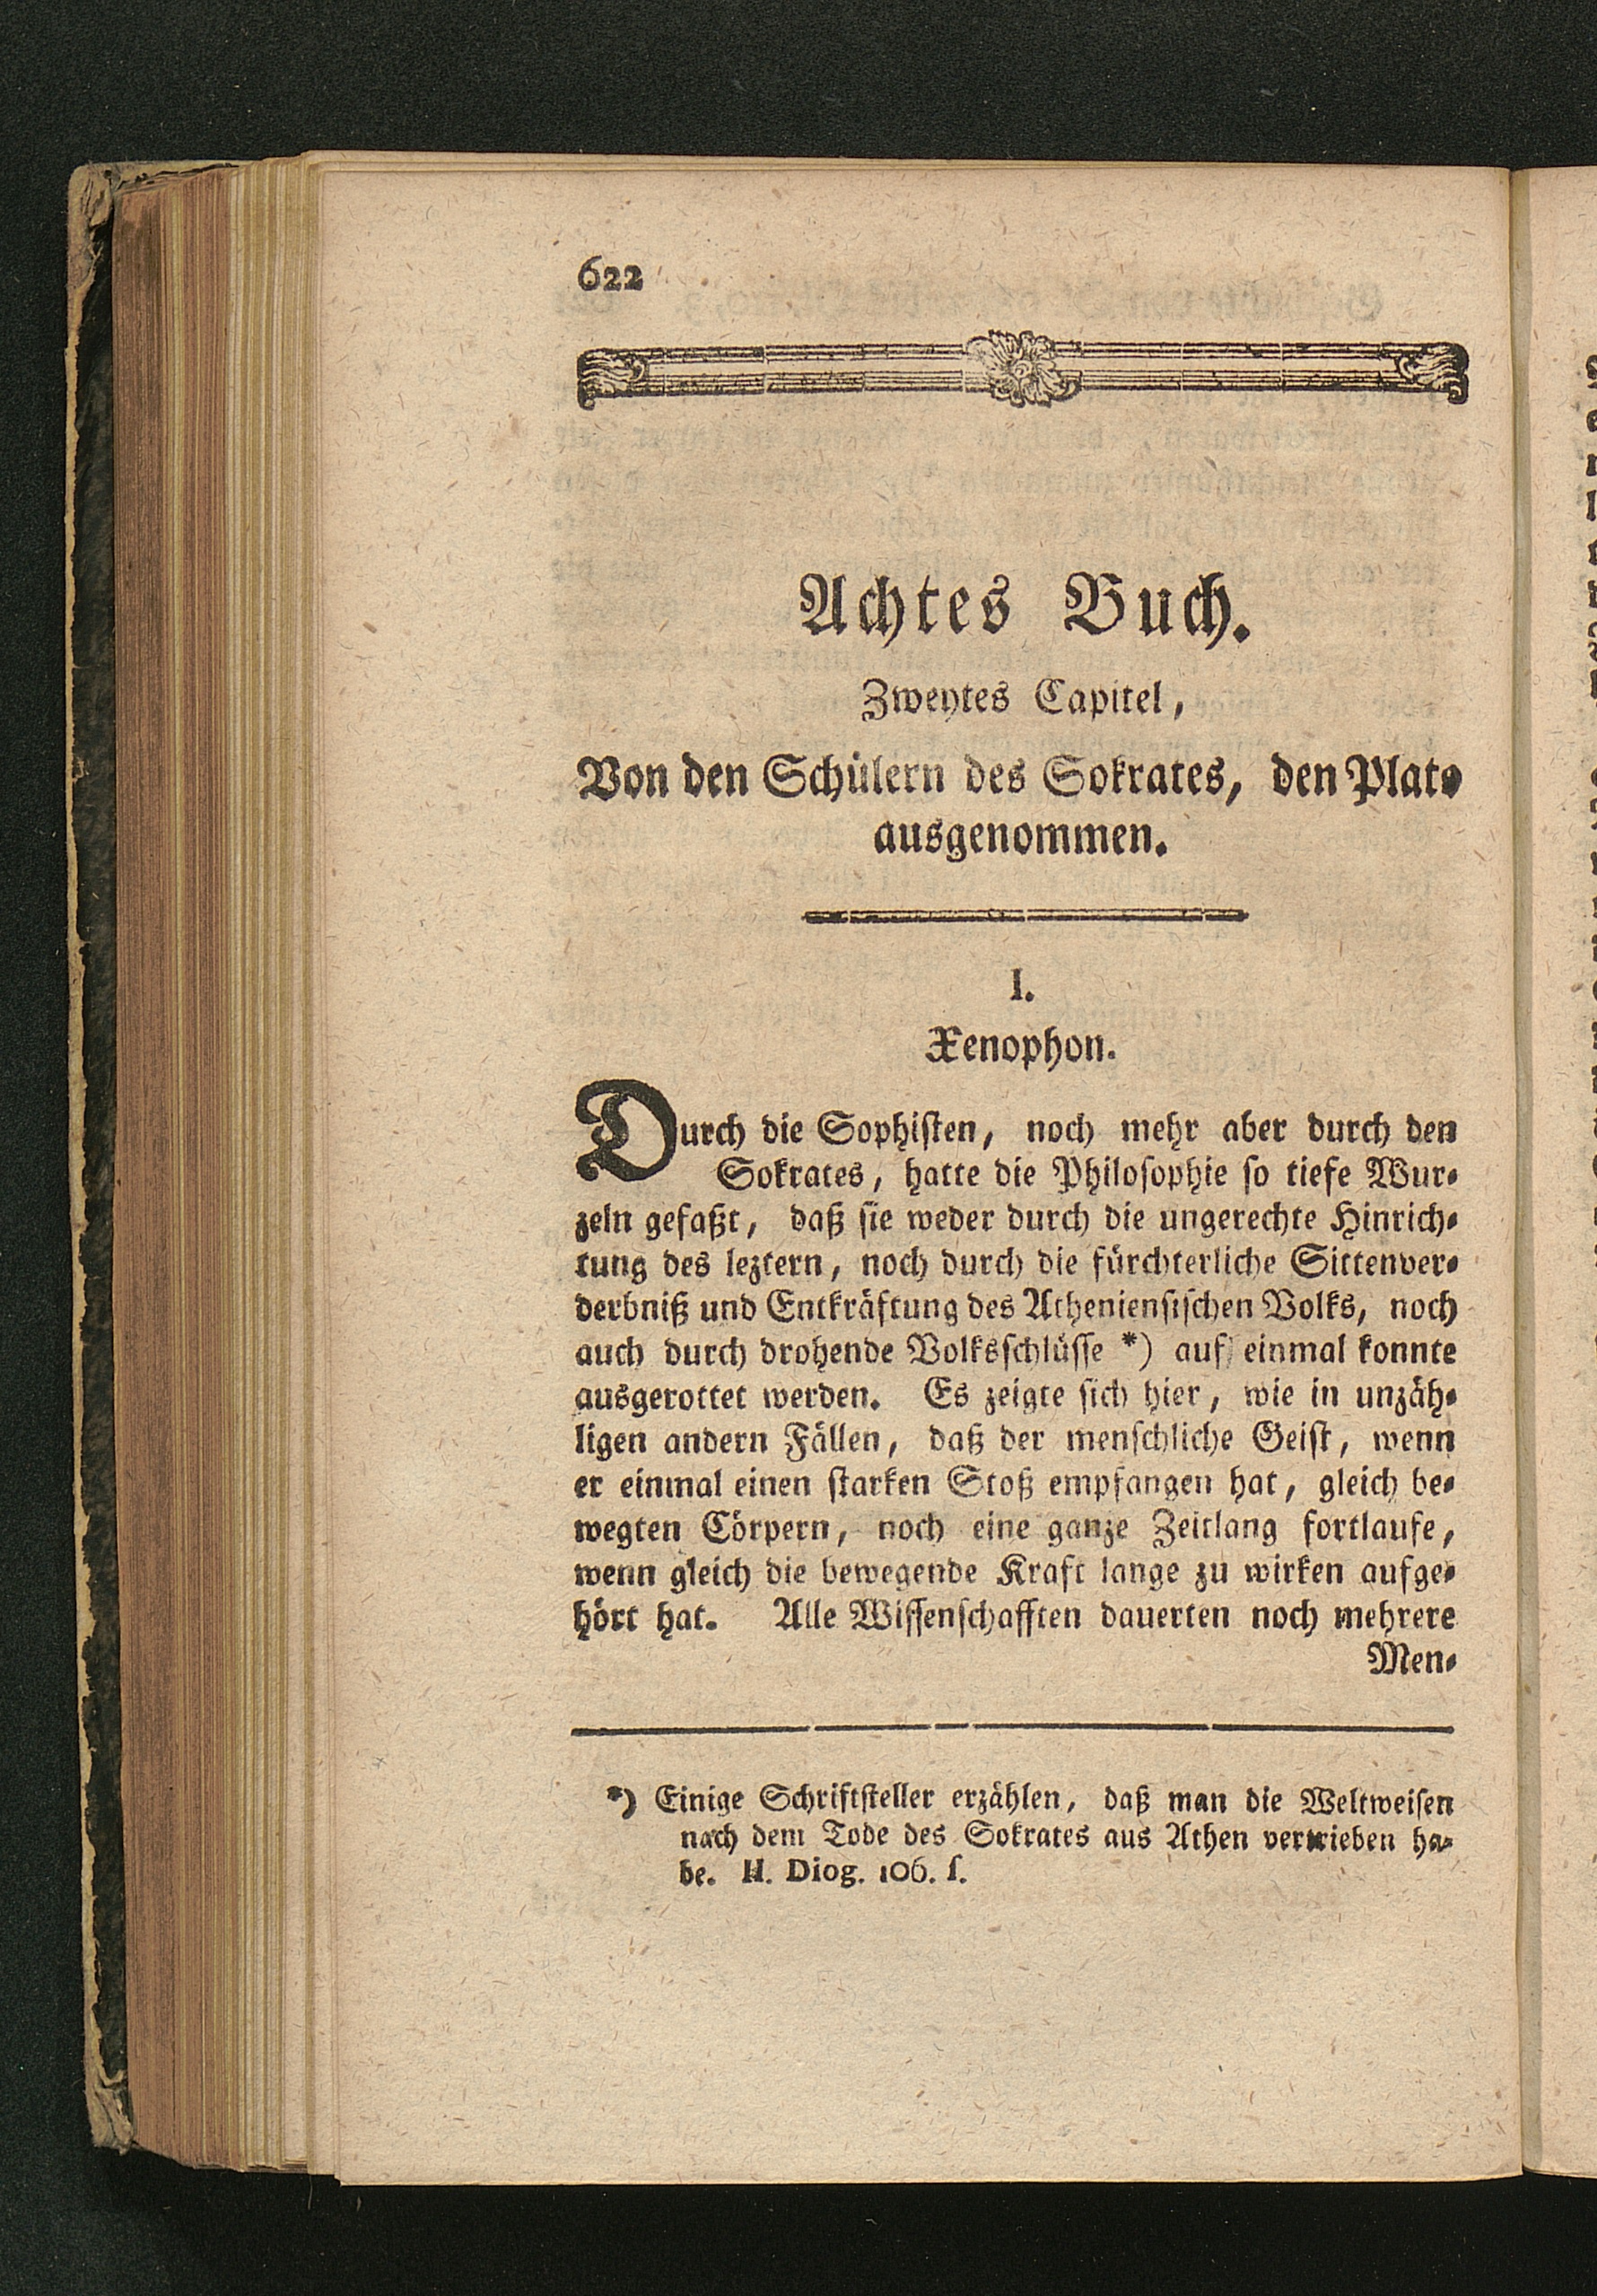 622
Achtes Buch.
Zweytes Capitel,
Von den Schülern des Sokrates, den Plato
ausgenommen.
I.
Xenophon.
Durch die Sophiſten, noch mehr aber durch den
Sokrates, hatte die Philoſophie ſo tiefe Wur-
zeln gefaßt, daß ſie weder durch die ungerechte Hinrich-
tung des leztern, noch durch die fürchterliche Sittenver-
derbniß und Entkräftung des Athenienſiſchen Volks, noch
auch durch drohende Volksſchlüſſe *) auf einmal konnte
ausgerottet werden. Es zeigte ſich hier, wie in unzäh-
ligen andern Fällen, daß der menſchliche Geiſt, wenn
er einmal einen ſtarken Stoß empfangen hat, gleich be-
wegten Cörpern, noch eine ganze Zeitlang fortlaufe,
wenn gleich die bewegende Kraft lange zu wirken aufge-
hört hat. Alle Wiſſenſchafften dauerten noch mehrere
Men-
*) Einige Schriftſteller erzählen, daß man die Weltweiſen
nach dem Tode des Sokrates aus Athen vertrieben ha-
be. II. Diog. 106. ſ.